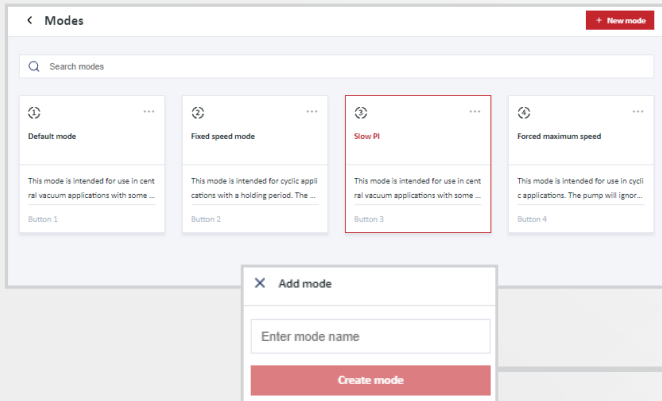 Modes
+ New mode
Search modes
1
Default mode
This mode is intended for use in cent
ral vacuum applications with some ...
Button 1
2
Fixed speed mode
This mode is intended for cyclic appli
cations with a holding period. The ...
Button 2
3
Slow PI
This mode is intended for use in cent
ral vacuum applications with some ...
Button 3
4
Forced maximum speed
This mode is intended for use in cycli
c applications. The pump will ignor...
Button 4
Add mode
Enter mode name
Create mode